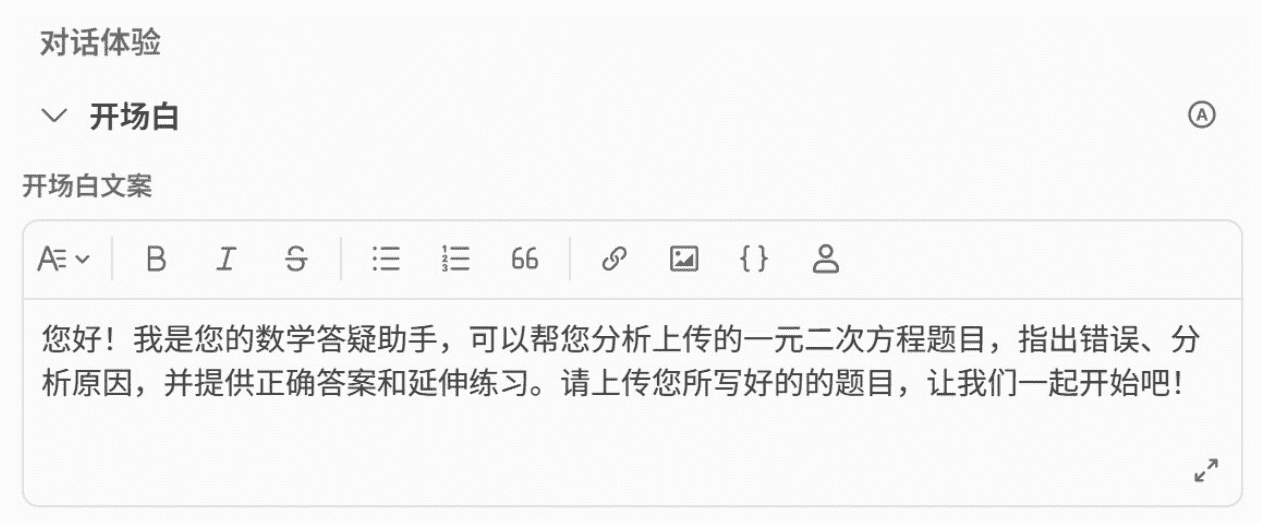 对话体验
开场白
A
开场白文案
A B I S 1 2 3 66 {}
您好！我是您的数学答疑助手，可以帮您分析上传的一元二次方程题目，指出错误、分
析原因，并提供正确答案和延伸练习。请上传您所写好的的题目，让我们一起开始吧！